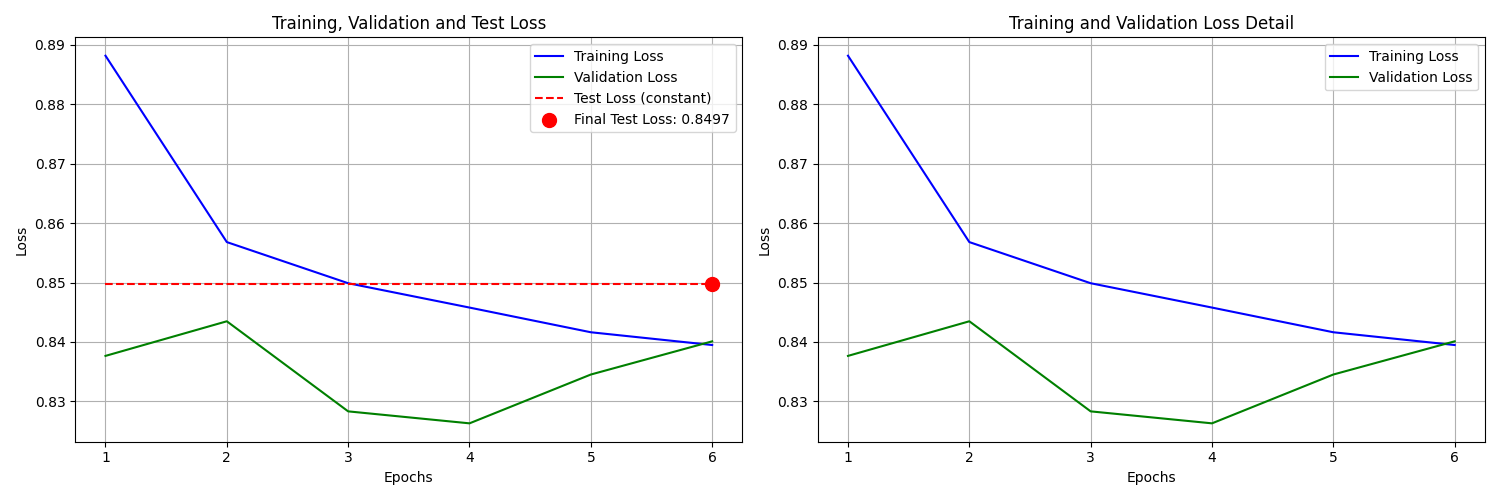 Training, Validation and Test Loss
Training Loss
Validation Loss
Test Loss (constant)
Final Test Loss: 0.8497
0.89
0.88
0.87
0.86
0.85
0.84
0.83
Loss
1 2 3 4 5 6
Epochs
Training and Validation Loss Detail
Training Loss
Validation Loss
0.89
0.88
0.87
0.86
0.85
0.84
0.83
Loss
1 2 3 4 5 6
Epochs